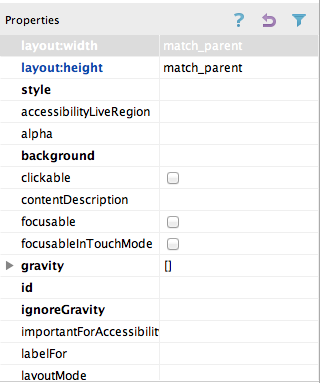 Properties ?
layout:width match_parent
layout:height match_parent
style
accessibilityLiveRegion
alpha
background
clickable
contentDescription
focusable
focusableInTouchMode
gravity []
id
ignoreGravity
importantForAccessibilit
labelFor
layoutMode